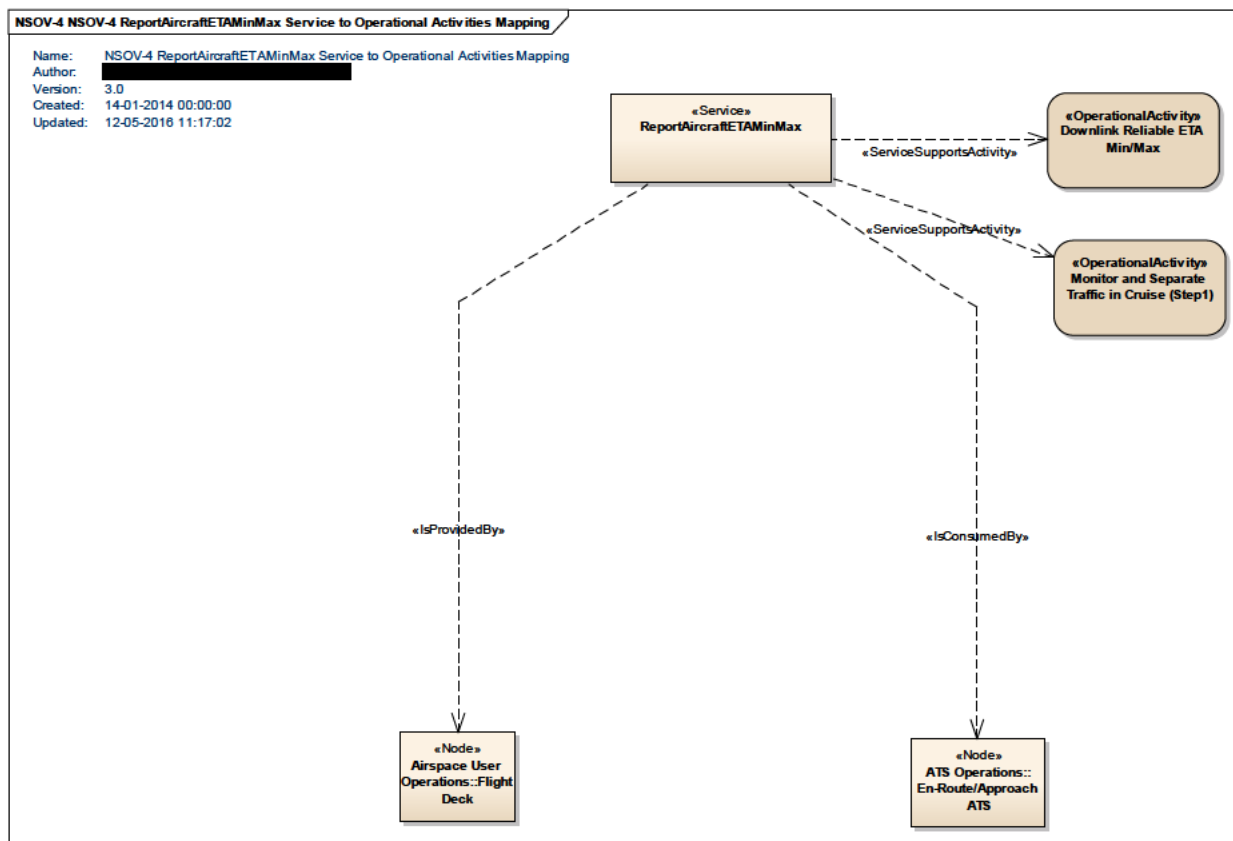 NSOV-4 NSOV-4 ReportAircraftETAMinMax Service to Operational Activities Mapping
Name: NSOV-4 ReportAircraftETAMinMax Service to Operational Activities Mapping
Author:
Version: 3.0
Created: 14-01-2014 00:00:00
Updated: 12-05-2016 11:17:02
«Service»
ReportAircraftETAMinMax
«OperationalActivity»
Downlink Reliable ETA
Min/Max
«ServiceSupportsActivity»
«ServiceSupportsActivity»
«OperationalActivity»
Monitor and Separate
Traffic in Cruise (Step1)
«IsProvidedBy»
«IsConsumedBy»
«Node»
Airspace User
Operations::Flight
Deck
«Node»
ATS Operations::
En-Route/Approach
ATS